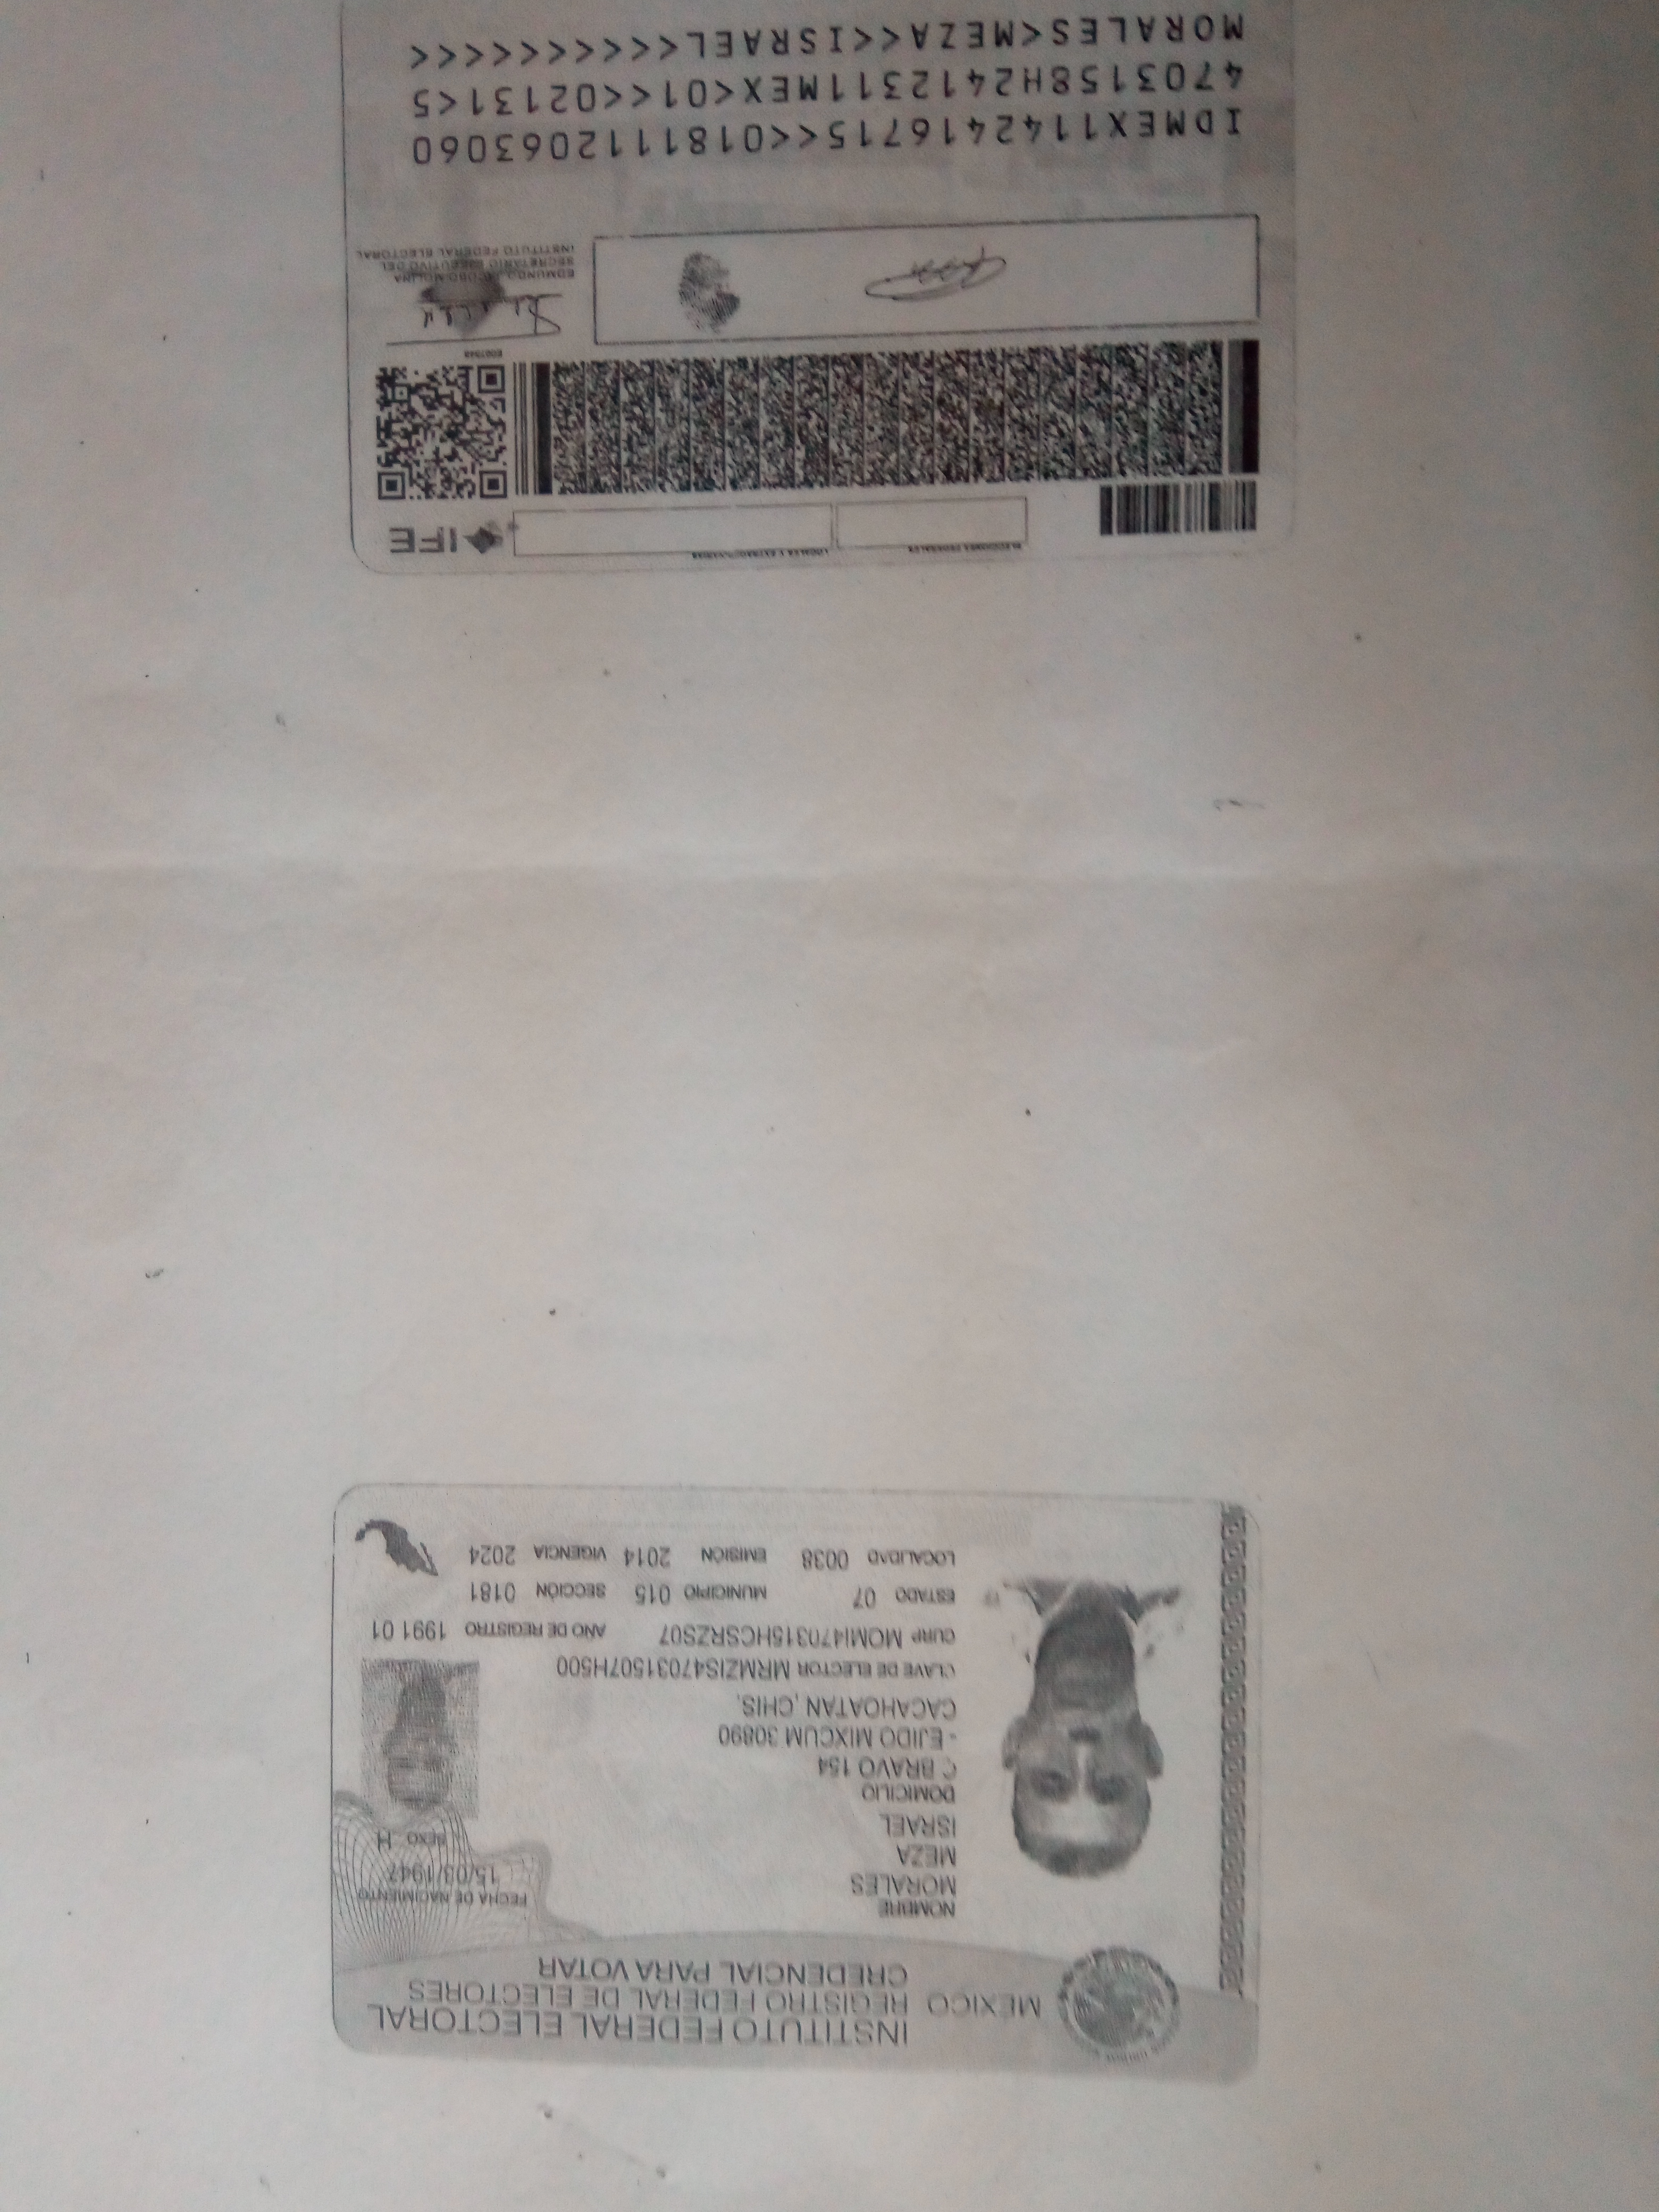 INSTITUTO FEDERAL ELECTORAL
MÉXICO REGISTRO FEDERAL DE ELECTORES
CREDENCIAL PARA VOTAR
NOMBRE
MORALES
MEZA
ISRAEL
FECHA DE NACIMIENTO
15/03/1947
SEXO H
DOMICILIO
C BRAVO 154
- EJIDO MIXCUM 30890
CACAHOATAN ,CHIS.
CLAVE DE ELECTOR MRMZIS47031507H500
CURP MOMI470315HCSRZS07 AÑO DE REGISTRO 1991 01
ESTADO 07 MUNICIPIO 015 SECCIÓN 0181
LOCALIDAD 0038 EMISIÓN 2014 VIGENCIA 2024
ELECCIONES FEDERALES LOCALES Y EXTRAORDINARIAS
IFE
EDMUNDO JACOBO MOLINA
SECRETARIO EJECUTIVO DEL
INSTITUTO FEDERAL ELECTORAL
IDMEX1142416715<<0181112063060
4703158H2412311MEX<01<<02131<5
MORALES<MEZA<<ISRAEL<<<<<<<<<<